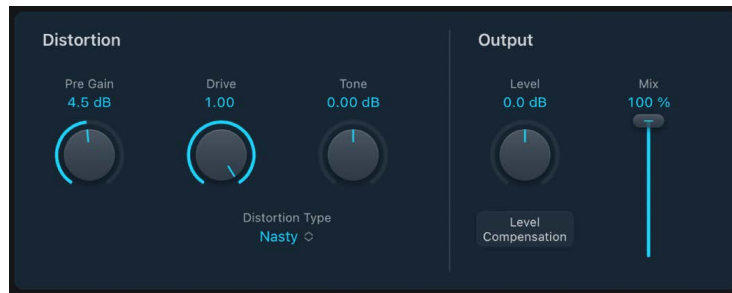 Distortion
Output
Pre Gain
Drive
Tone
Level
Mix
4.5 dB
1.00
0.00 dB
0.0 dB
100 %
Distortion Type
Nasty
Level
Compensation